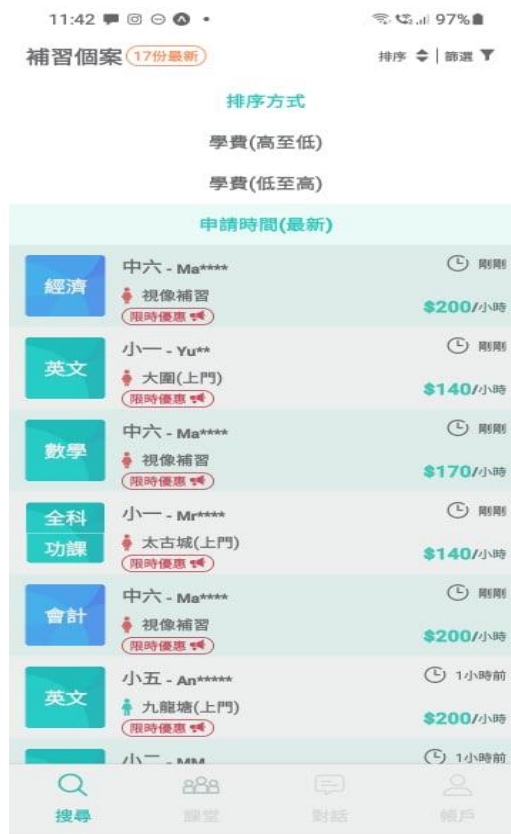 11:42
97%
補習個案 17份最新
排序 | 篩選
排序方式
學費(高至低)
學費(低至高)
申請時間(最新)
經濟
中六 - Ma****
剛剛
視像補習
限時優惠
$200/小時
英文
小一 - Yu**
剛剛
大圍(上門)
限時優惠
$140/小時
數學
中六 - Ma****
剛剛
視像補習
限時優惠
$170/小時
全科
功課
小一 - Mr****
剛剛
太古城(上門)
限時優惠
$140/小時
會計
中六 - Ma****
剛剛
視像補習
限時優惠
$200/小時
英文
小五 - An*****
1小時前
九龍塘(上門)
限時優惠
$200/小時
小二 - MM
1小時前
搜尋
課堂
對話
帳戶